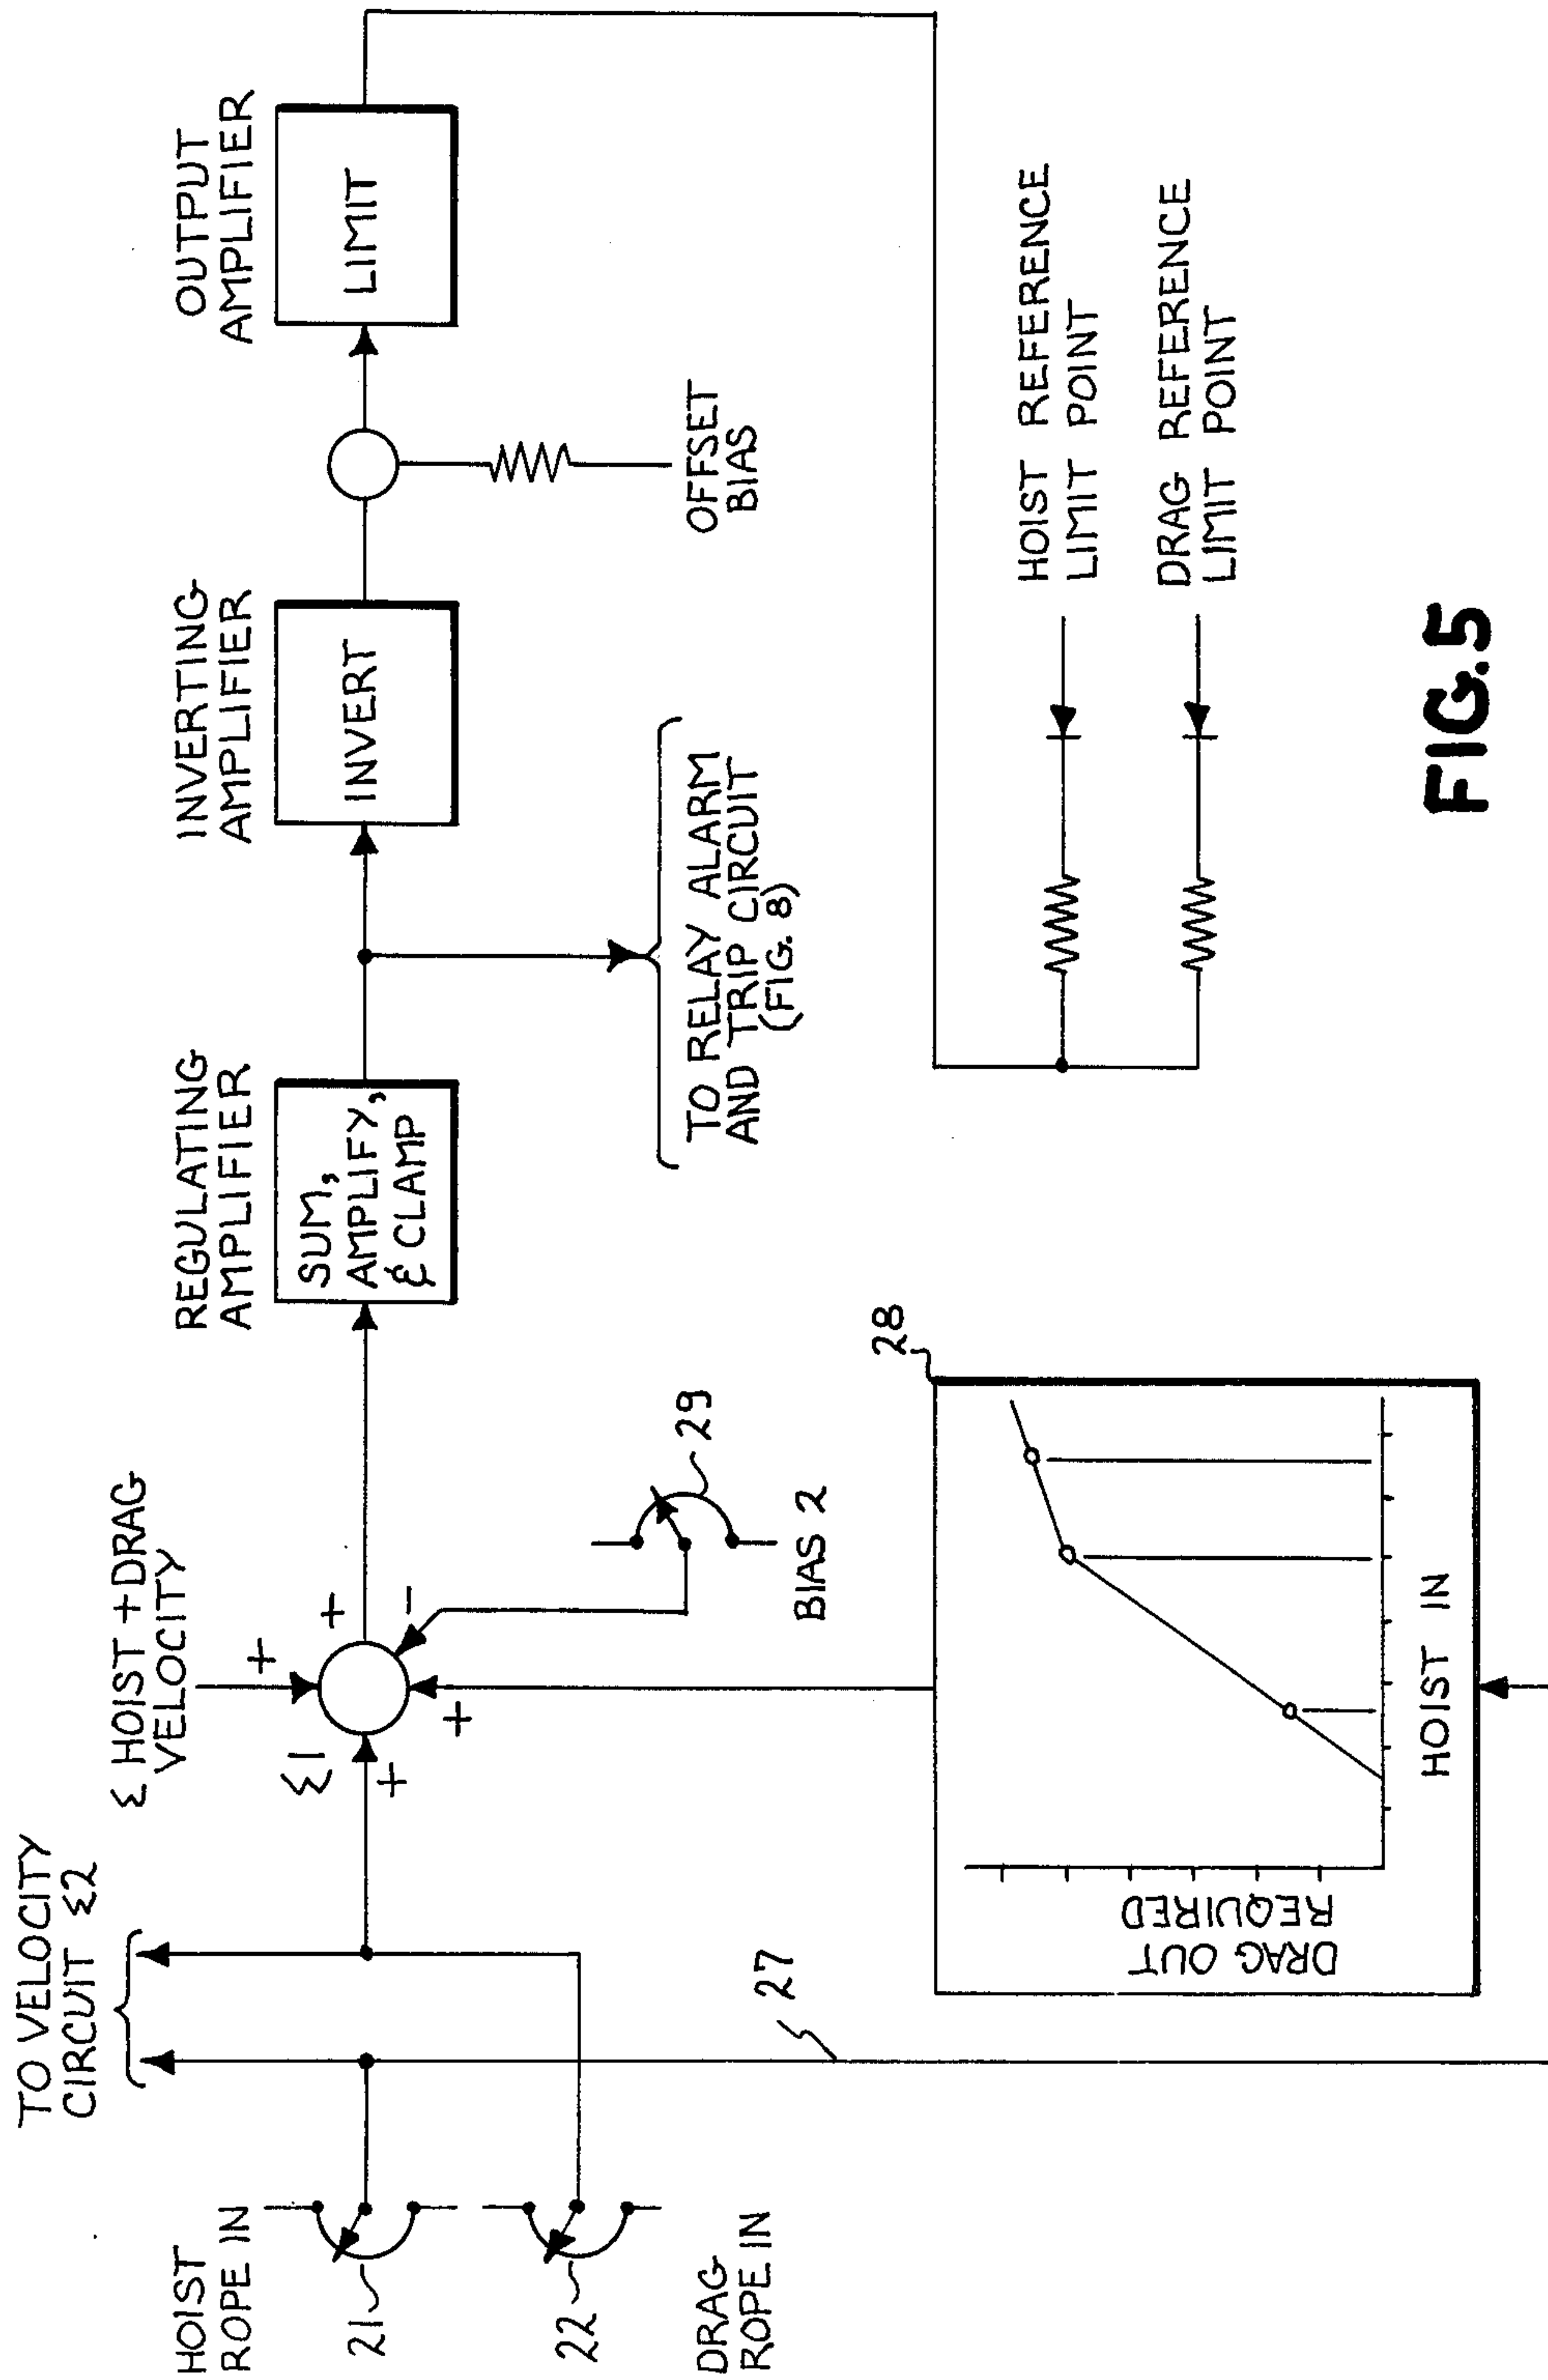 TO VELOCITY
CIRCUIT Σ2
HOIST
ROPE IN
21
22
DRAG
ROPE IN
27
Σ HOIST + DRAG
VELOCITY
Σ1
+
+
+
+
-
29
BIAS 2
28
DRAG OUT
REQUIRED
HOIST IN
REGULATING
AMPLIFIER
SUM,
AMPLIFY,
& CLAMP
TO RELAY ALARM
AND TRIP CIRCUIT
(FIG. 8)
INVERTING
AMPLIFIER
INVERT
OFFSET
BIAS
OUTPUT
AMPLIFIER
LIMIT
HOIST REFERENCE
LIMIT POINT
DRAG REFERENCE
LIMIT POINT
FIG.5